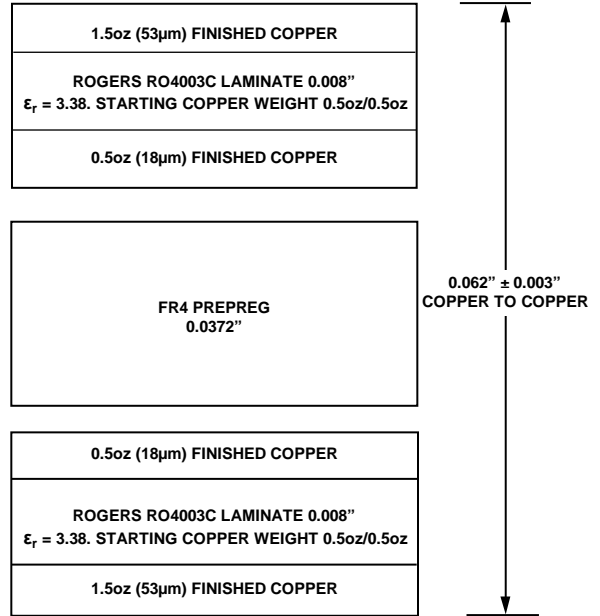 1.5oz (53µm) FINISHED COPPER
ROGERS RO4003C LAMINATE 0.008”
εr = 3.38. STARTING COPPER WEIGHT 0.5oz/0.5oz
0.5oz (18µm) FINISHED COPPER
FR4 PREPREG
0.0372”
0.062” ± 0.003”
COPPER TO COPPER
0.5oz (18µm) FINISHED COPPER
ROGERS RO4003C LAMINATE 0.008”
εr = 3.38. STARTING COPPER WEIGHT 0.5oz/0.5oz
1.5oz (53µm) FINISHED COPPER